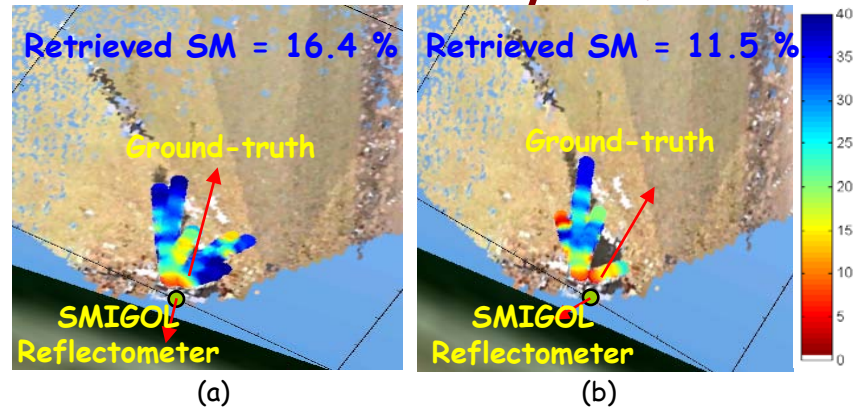 Retrieved SM = 16.4 %
Ground-truth
SMIGOL
Reflectometer
(a)
Retrieved SM = 11.5 %
Ground-truth
SMIGOL
Reflectometer
(b)
40
35
30
25
20
15
10
5
0